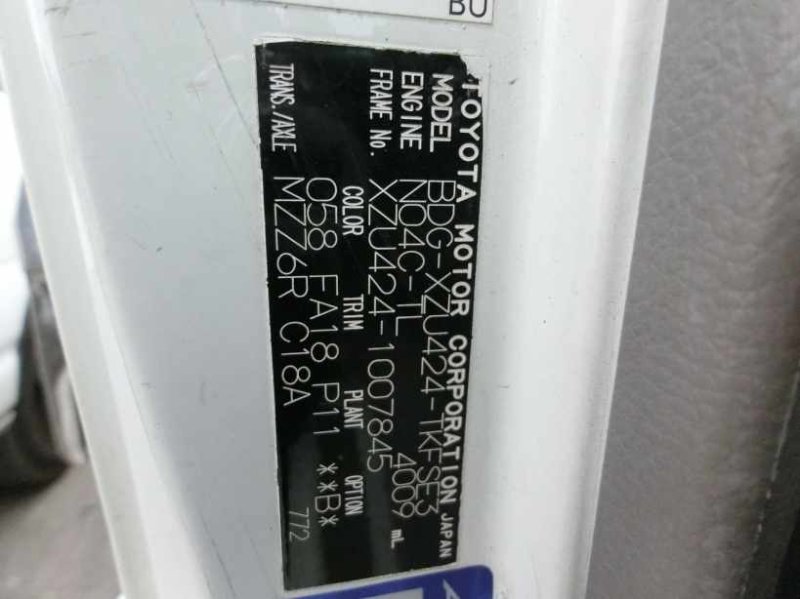 BU
TOYOTA MOTOR CORPORATION JAPAN
MODEL BDG-XZU424-TKFSE3
ENGINE N04C-TL 4009 mL
FRAME No. XZU424-1007845
COLOR TRIM PLANT OPTION
058 FA18 P11 **B*
TRANS./AXLE MZZ6R C18A 772